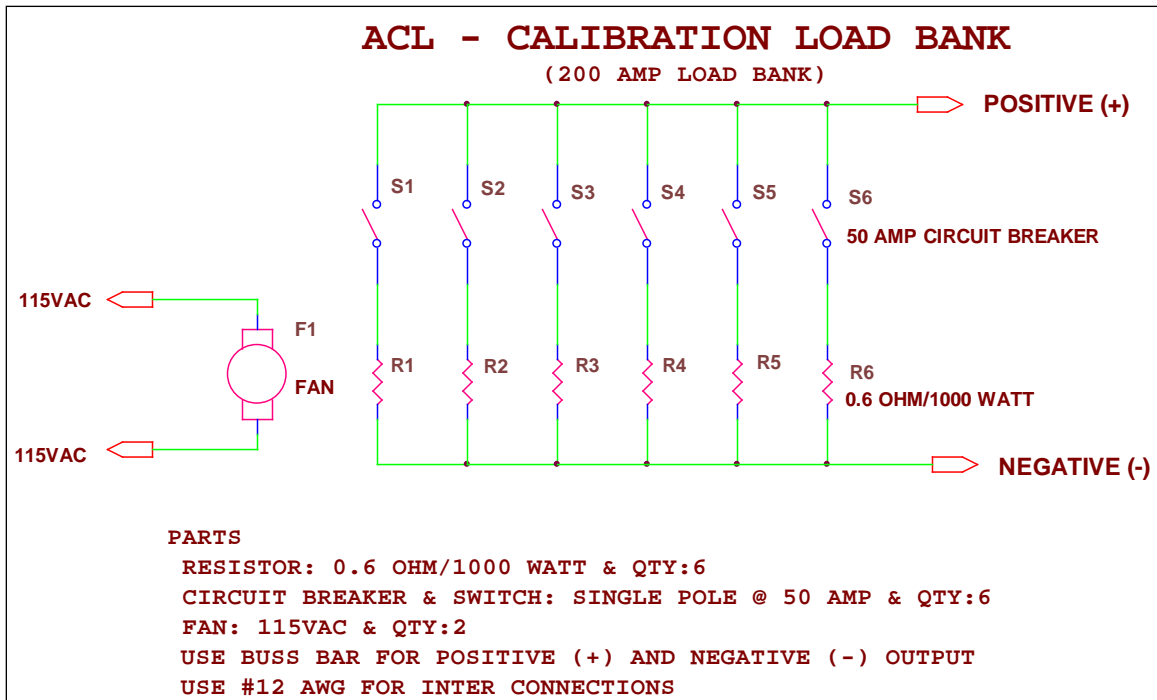 ACL - CALIBRATION LOAD BANK
(200 AMP LOAD BANK)
POSITIVE (+)
S1
S2
S3
S4
S5
S6
50 AMP CIRCUIT BREAKER
115VAC
F1
FAN
R1
R2
R3
R4
R5
R6
0.6 OHM/1000 WATT
115VAC
NEGATIVE (-)
PARTS
RESISTOR: 0.6 OHM/1000 WATT & QTY:6
CIRCUIT BREAKER & SWITCH: SINGLE POLE @ 50 AMP & QTY:6
FAN: 115VAC & QTY:2
USE BUSS BAR FOR POSITIVE (+) AND NEGATIVE (-) OUTPUT
USE #12 AWG FOR INTER CONNECTIONS